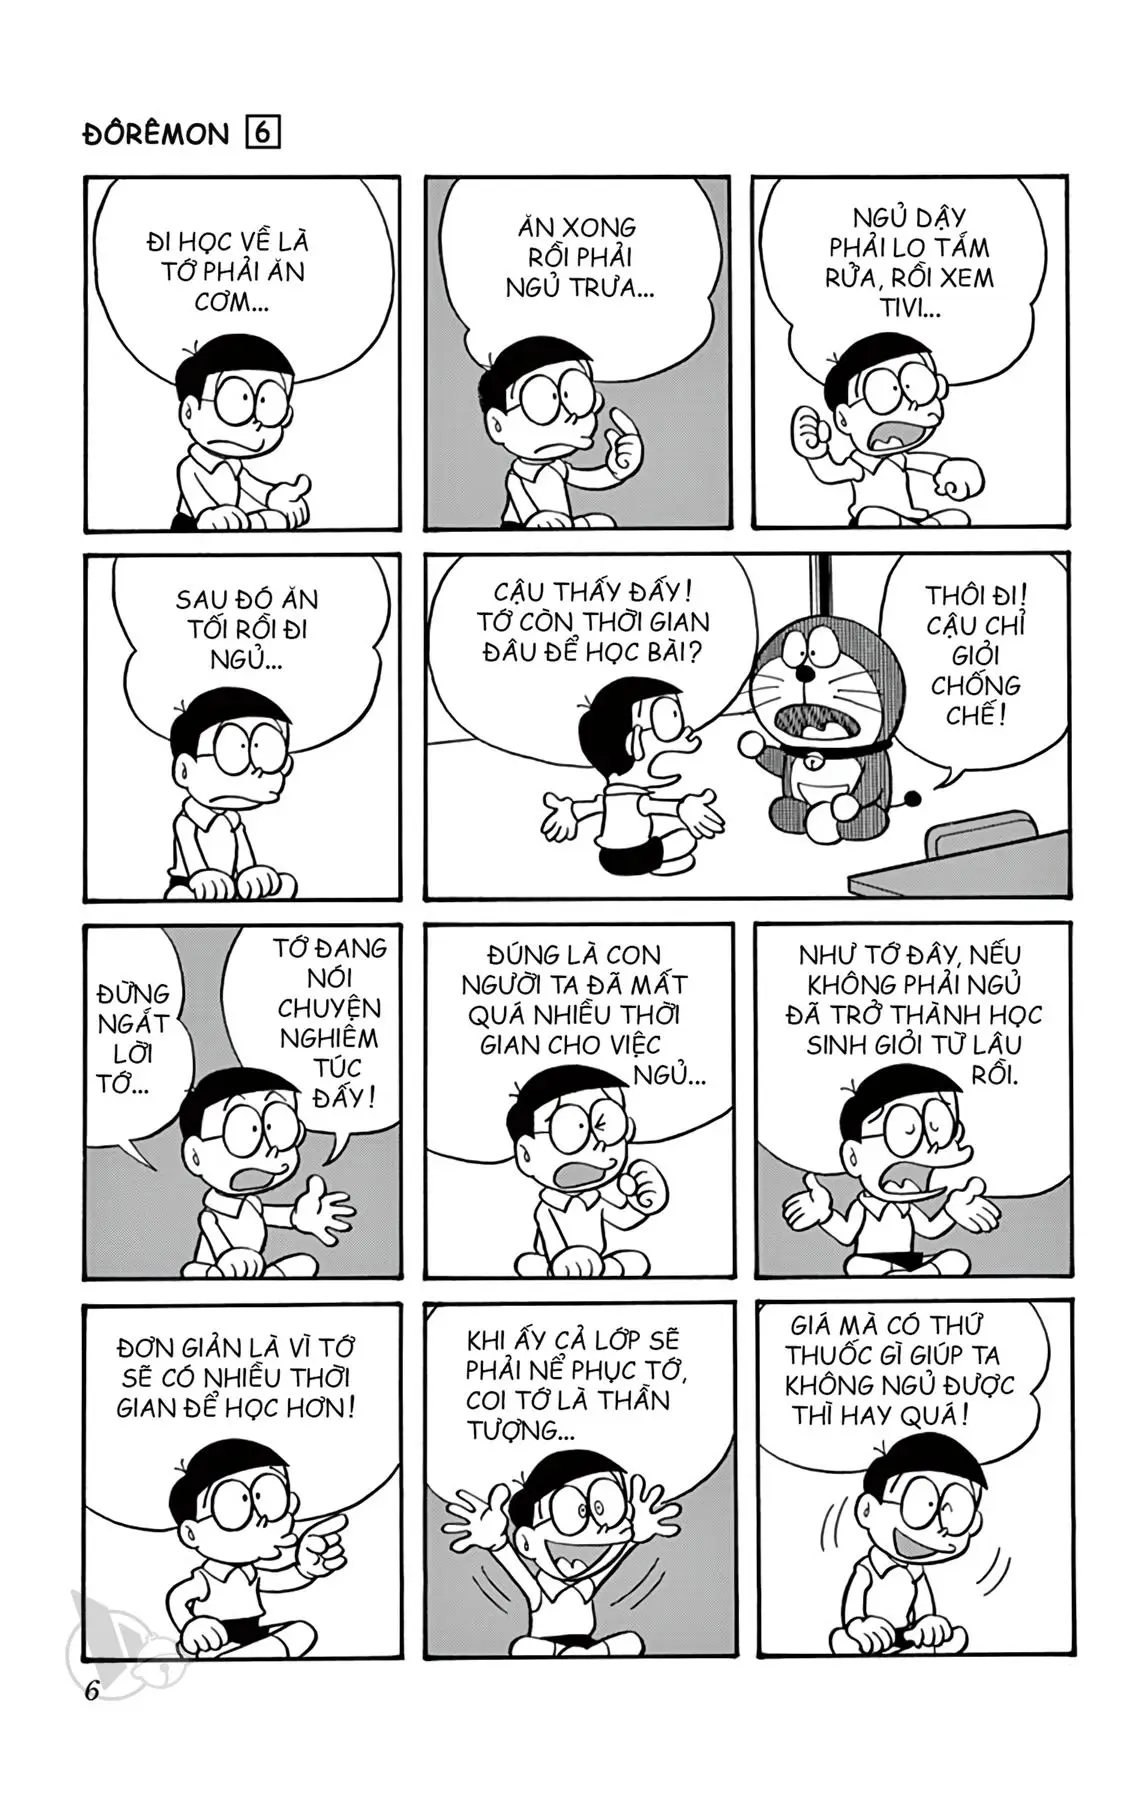 ĐÔRÊMON 6
ĐI HỌC VỀ LÀ
TỚ PHẢI ĂN
CƠM...
ĂN XONG
RỒI PHẢI
NGỦ TRƯA...
NGỦ DẬY
PHẢI LO TẮM
RỬA, RỒI XEM
TIVI...
SAU ĐÓ ĂN
TỐI RỒI ĐI
NGỦ...
CẬU THẤY ĐẤY!
TỚ CÒN THỜI GIAN
ĐÂU ĐỂ HỌC BÀI?
THÔI ĐI!
CẬU CHỈ
GIỎI
CHỐNG
CHẾ!
ĐỪNG
NGẮT
LỜI
TỚ...
TỚ ĐANG
NÓI
CHUYỆN
NGHIÊM
TÚC
ĐẤY!
ĐÚNG LÀ CON
NGƯỜI TA ĐÃ MẤT
QUÁ NHIỀU THỜI
GIAN CHO VIỆC
NGỦ...
NHƯ TỚ ĐÂY, NẾU
KHÔNG PHẢI NGỦ
ĐÃ TRỞ THÀNH HỌC
SINH GIỎI TỪ LÂU
RỒI.
ĐƠN GIẢN LÀ VÌ TỚ
SẼ CÓ NHIỀU THỜI
GIAN ĐỂ HỌC HƠN!
KHI ẤY CẢ LỚP SẼ
PHẢI NỂ PHỤC TỚ,
COI TỚ LÀ THẦN
TƯỢNG...
GIÁ MÀ CÓ THỨ
THUỐC GÌ GIÚP TA
KHÔNG NGỦ ĐƯỢC
THÌ HAY QUÁ!
6